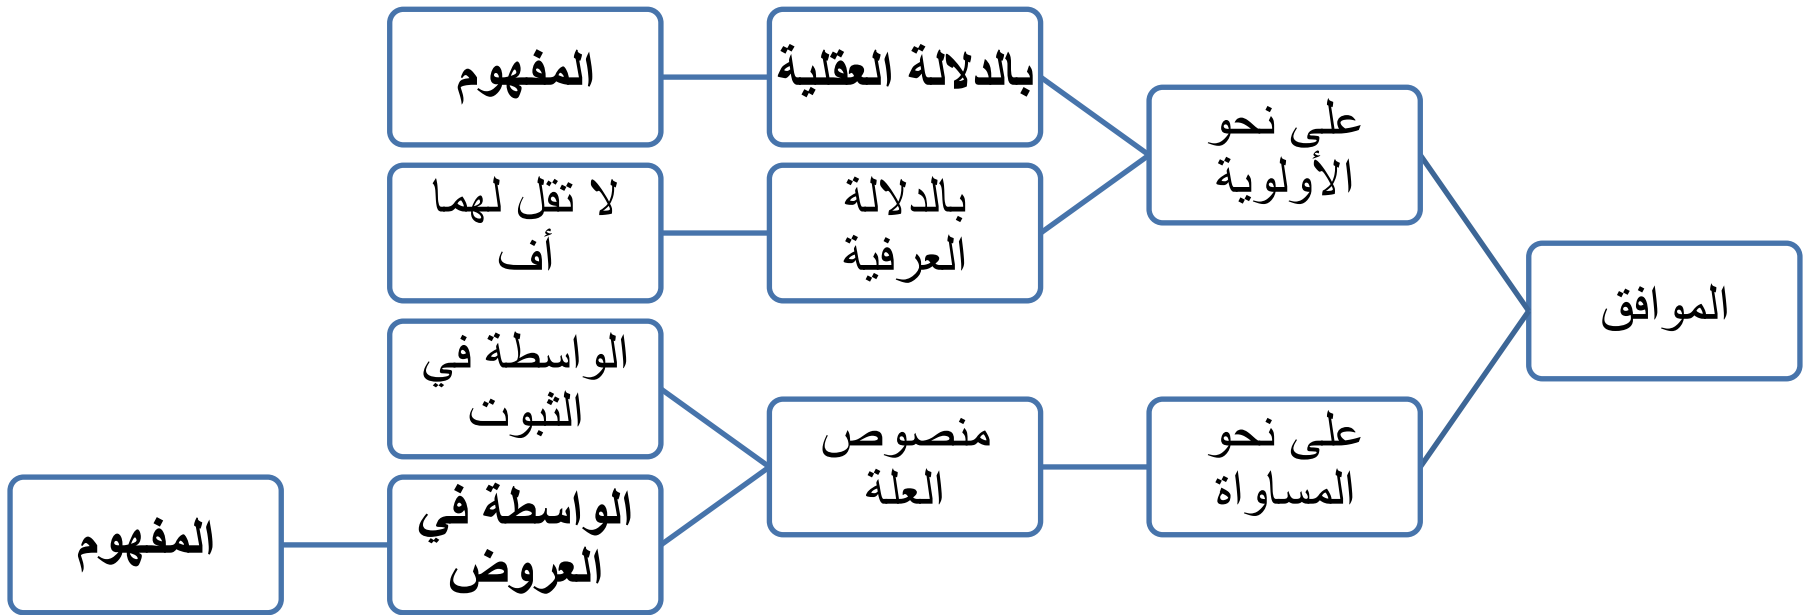 الموافق
على نحو
الأولوية
بالدلالة العقلية
المفهوم
بالدلالة
العرفية
لا تقل لهما
أف
على نحو
المساواة
منصوص
العلة
الواسطة في
الثبوت
الواسطة في
العروض
المفهوم